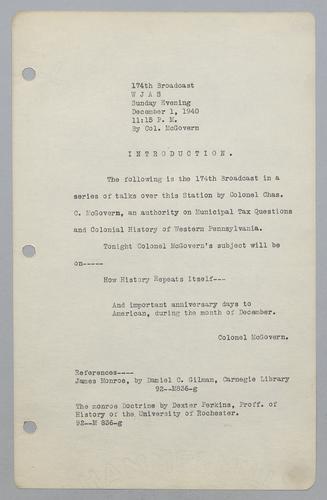 174th Broadcast
W J A S
Sunday Evening
December 1, 1940
11:15 P. M.
By Col. McGovern
I N T R O D U C T I O N .
The following is the 174th Broadcast in a
series of talks over this Station by Colonel Chas.
C. McGovern, an authority on Municipal Tax Questions
and Colonial History of Western Pennsylvania.
Tonight Colonel McGovern's subject will be
on-----
How History Repeats Itself---
And important anniversary days to
American, during the month of December.
Colonel McGovern.
References----
James Monroe, by Daniel C. Gilman, Carnegie Library
92--M836-g
The monroe Doctrine by Dexter Perkins, Proff. of
History of the University of Rochester.
92--M 836-g